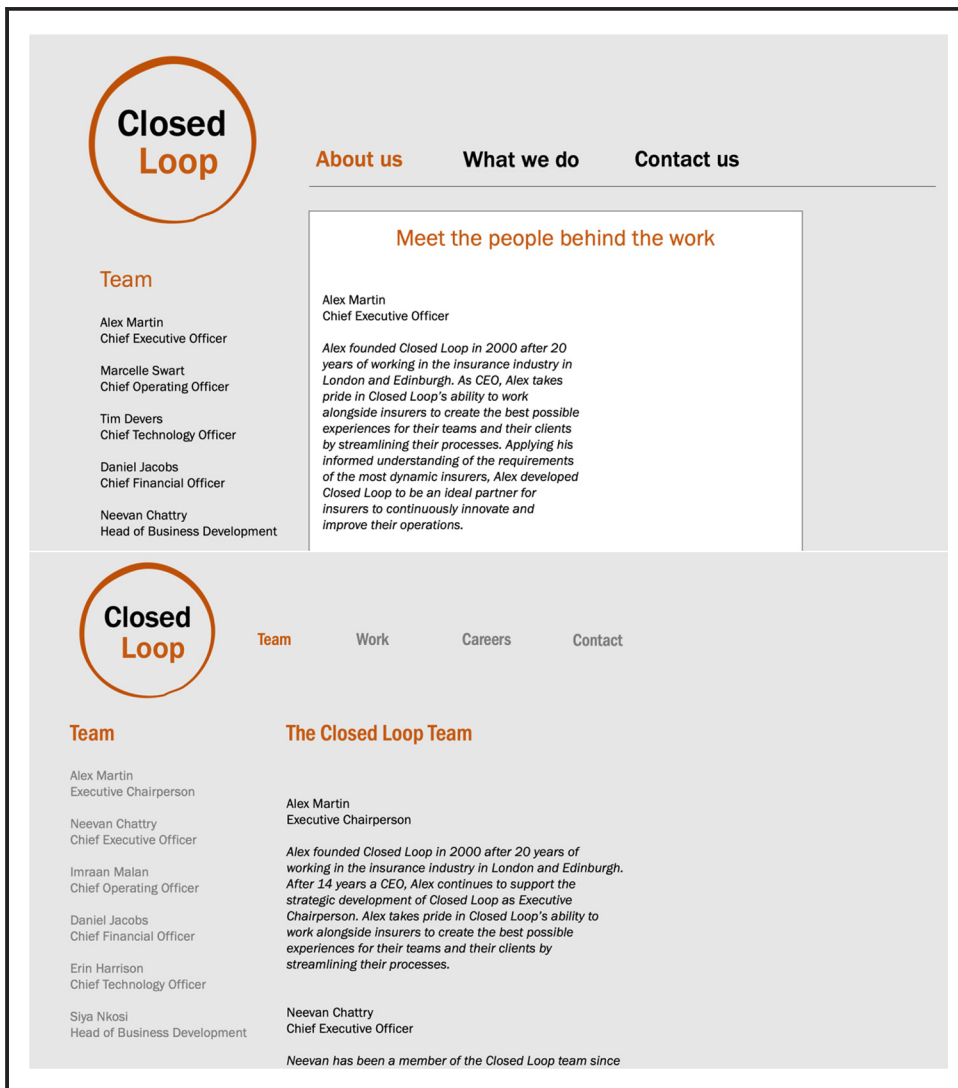 Closed
Loop
About us What we do Contact us
Team
Alex Martin
Chief Executive Officer
Marcelle Swart
Chief Operating Officer
Tim Devers
Chief Technology Officer
Daniel Jacobs
Chief Financial Officer
Neevan Chattry
Head of Business Development
Meet the people behind the work
Alex Martin
Chief Executive Officer
Alex founded Closed Loop in 2000 after 20
years of working in the insurance industry in
London and Edinburgh. As CEO, Alex takes
pride in Closed Loop's ability to work
alongside insurers to create the best possible
experiences for their teams and their clients
by streamlining their processes. Applying his
informed understanding of the requirements
of the most dynamic insurers, Alex developed
Closed Loop to be an ideal partner for
insurers to continuously innovate and
improve their operations.
Closed
Loop
Team Work Careers Contact
Team
Alex Martin
Executive Chairperson
Neevan Chattry
Chief Executive Officer
Imraan Malan
Chief Operating Officer
Daniel Jacobs
Chief Financial Officer
Erin Harrison
Chief Technology Officer
Siya Nkosi
Head of Business Development
The Closed Loop Team
Alex Martin
Executive Chairperson
Alex founded Closed Loop in 2000 after 20 years of
working in the insurance industry in London and Edinburgh.
After 14 years a CEO, Alex continues to support the
strategic development of Closed Loop as Executive
Chairperson. Alex takes pride in Closed Loop's ability to
work alongside insurers to create the best possible
experiences for their teams and their clients by
streamlining their processes.
Neevan Chattry
Chief Executive Officer
Neevan has been a member of the Closed Loop team since